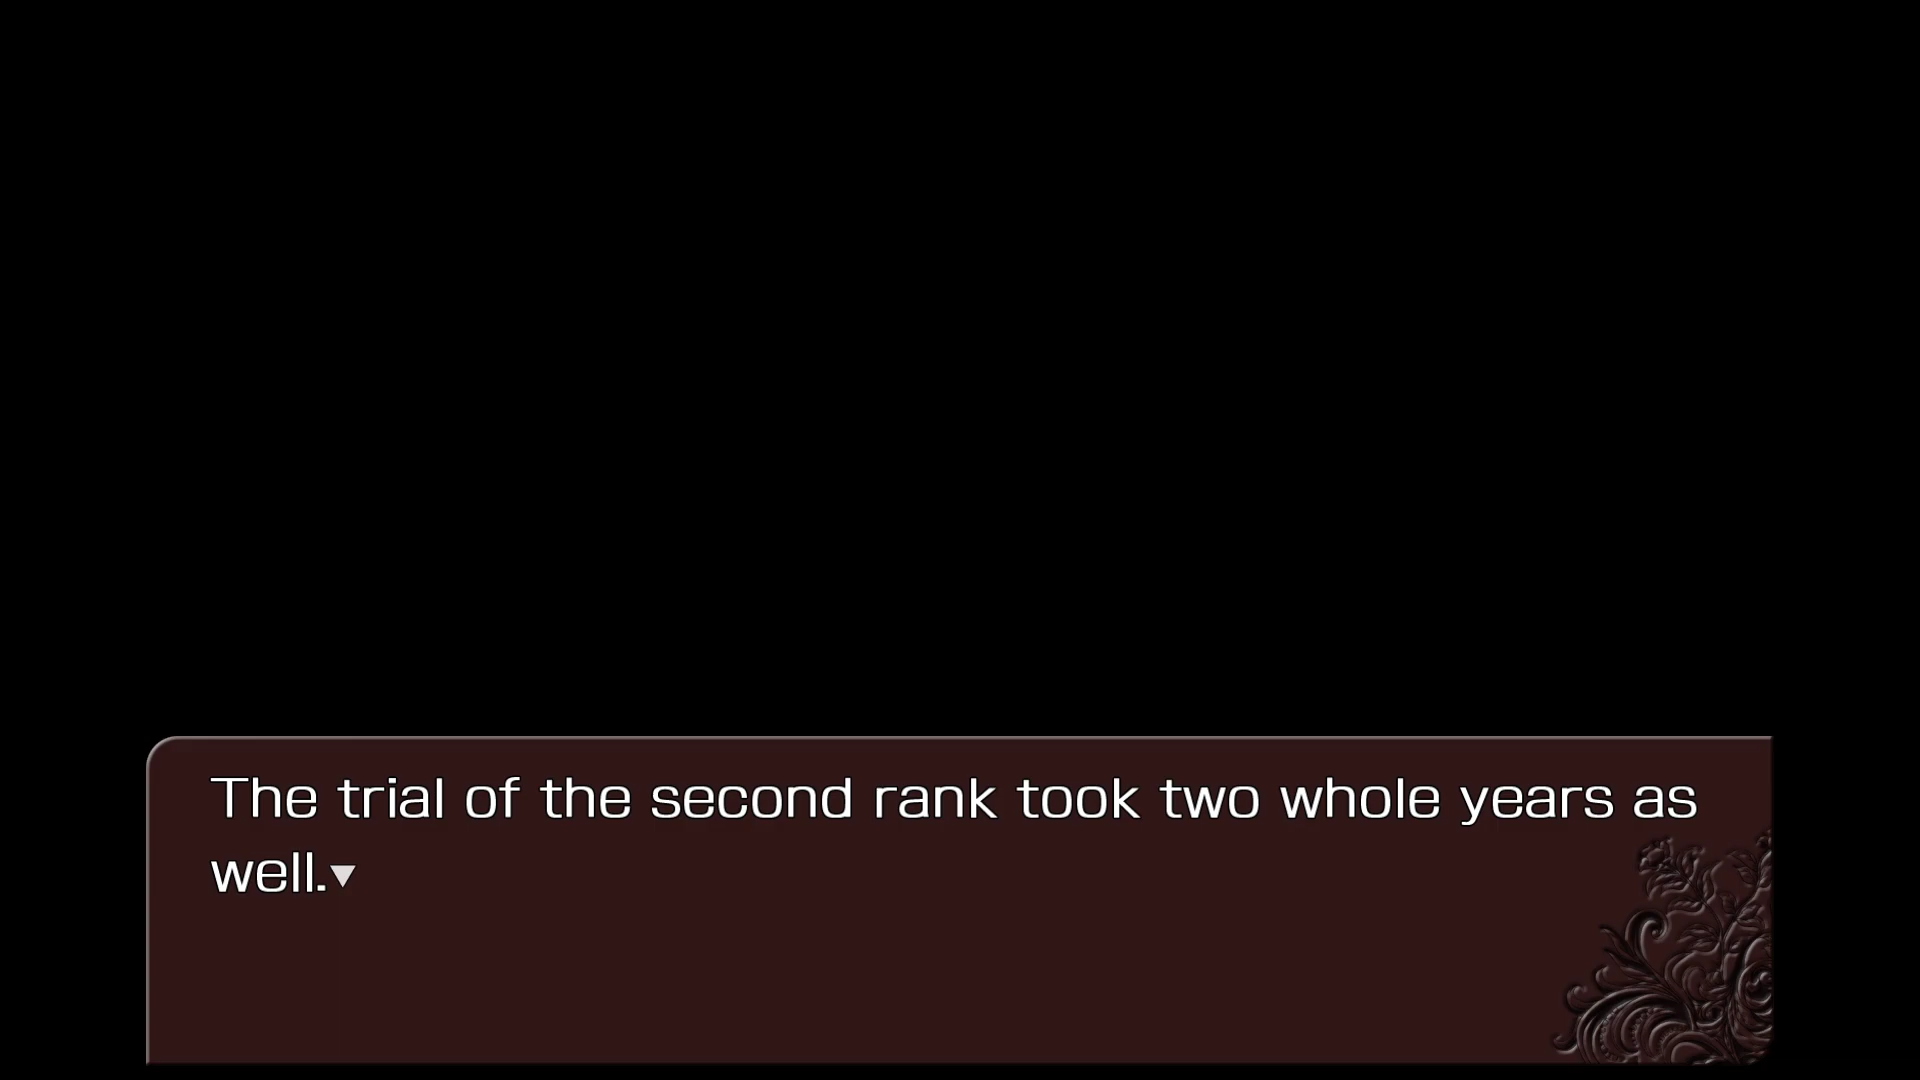 The trial of the second rank took two whole years as
well.